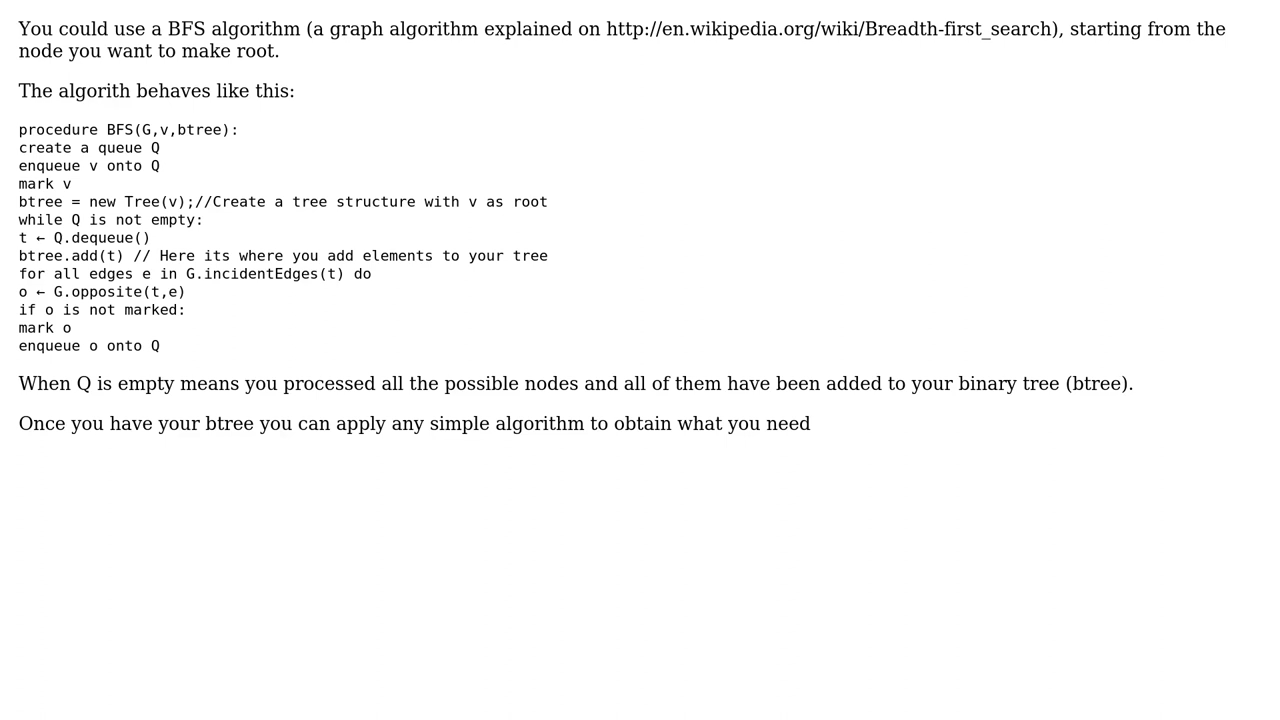 You could use a BFS algorithm (a graph algorithm explained on http://en.wikipedia.org/wiki/Breadth-first_search), starting from the
node you want to make root.
The algorith behaves like this:
procedure BFS(G,v,btree):
create a queue Q
enqueue v onto Q
mark v
btree = new Tree(v);//Create a tree structure with v as root
while Q is not empty:
t ← Q.dequeue()
btree.add(t) // Here its where you add elements to your tree
for all edges e in G.incidentEdges(t) do
o ← G.opposite(t,e)
if o is not marked:
mark o
enqueue o onto Q
When Q is empty means you processed all the possible nodes and all of them have been added to your binary tree (btree).
Once you have your btree you can apply any simple algorithm to obtain what you need